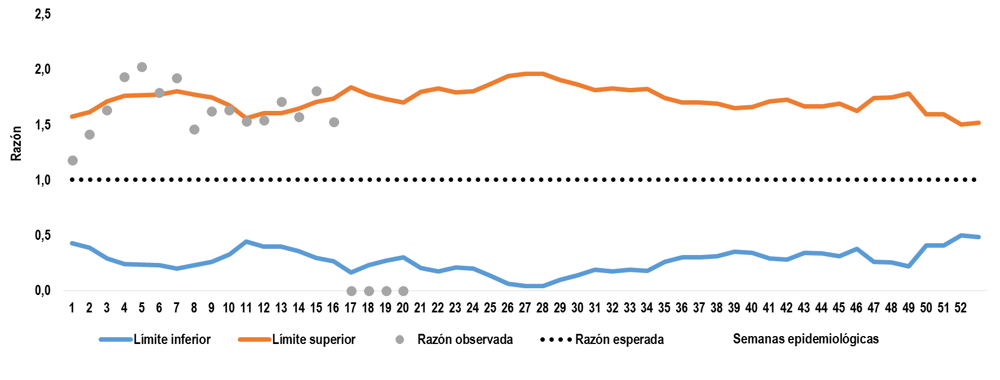 2,5
2,0
1,5
1,0
0,5
0,0
Razón
1 2 3 4 5 6 7 8 9 10 11 12 13 14 15 16 17 18 19 20 21 22 23 24 25 26 27 28 29 30 31 32 33 34 35 36 37 38 39 40 41 42 43 44 45 46 47 48 49 50 51 52
Límite inferior Límite superior Razón observada Razón esperada Semanas epidemiológicas